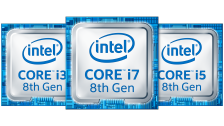 intel
CORE i3
8th Gen
intel
CORE i7
8th Gen
intel
CORE i5
8th Gen